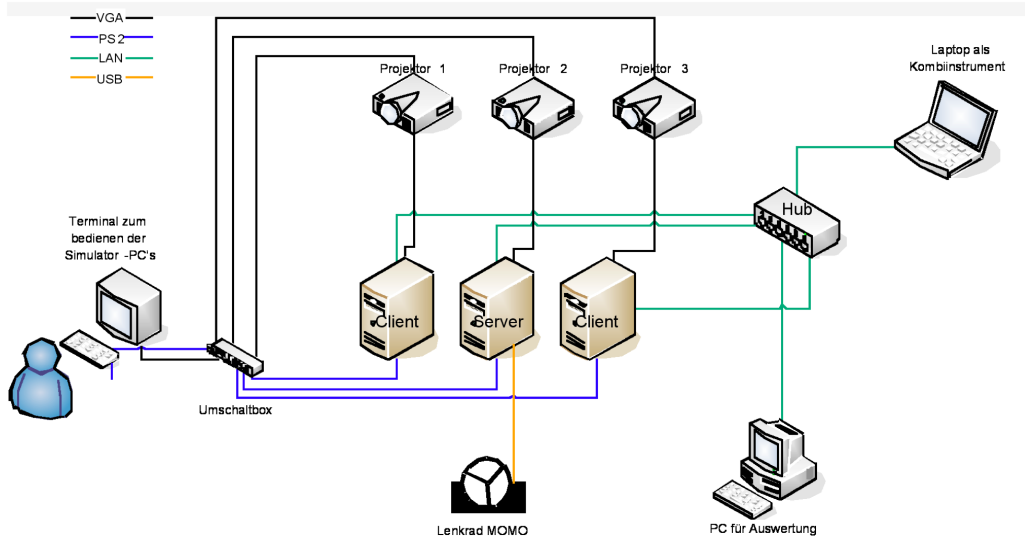 VGA
PS2
LAN
USB
Projektor 1
Projektor 2
Projektor 3
Laptop als
Kombiinstrument
Hub
Terminal zum
bedienen der
Simulator -PC's
Client
Server
Client
Umschaltbox
Lenkrad MOMO
PC für Auswertung